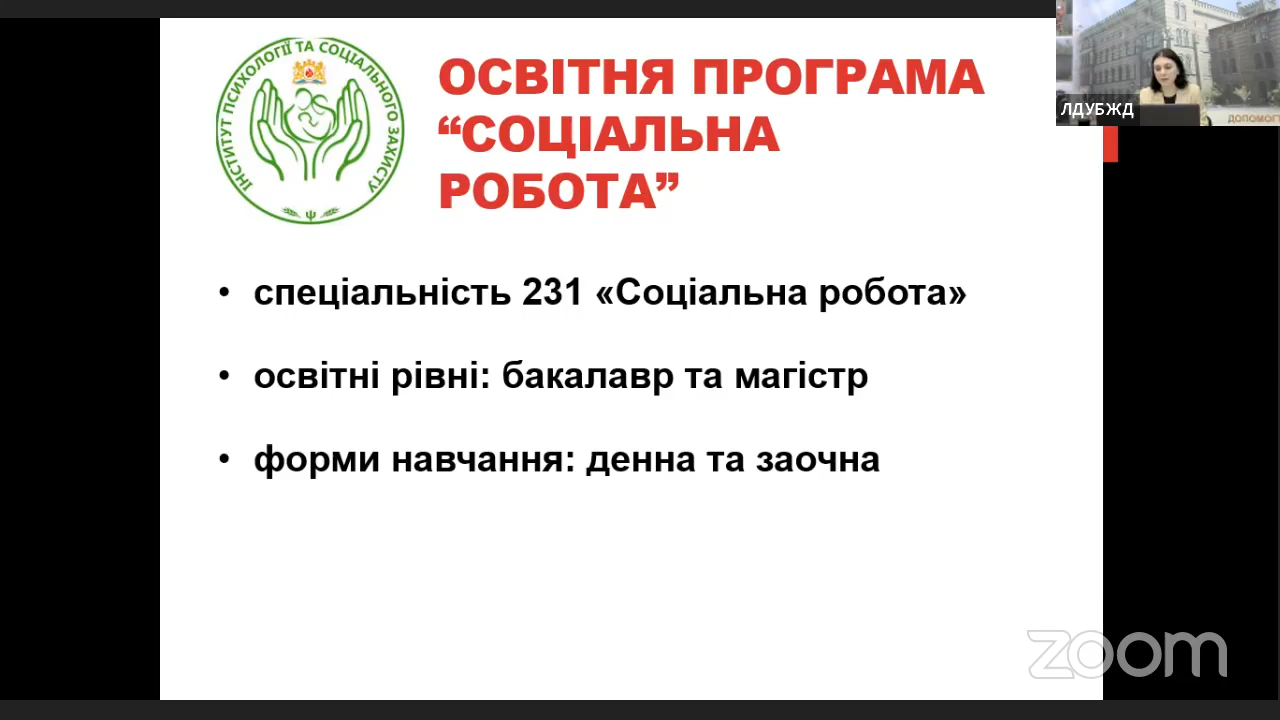 ІНСТИТУТ ПСИХОЛОГІЇ ТА СОЦІАЛЬНОГО ЗАХИСТУ
ОСВІТНЯ ПРОГРАМА
“СОЦІАЛЬНА
РОБОТА”
ЛДУБЖД
ДОПОМОГ
• спеціальність 231 «Соціальна робота»
• освітні рівні: бакалавр та магістр
• форми навчання: денна та заочна
zoom